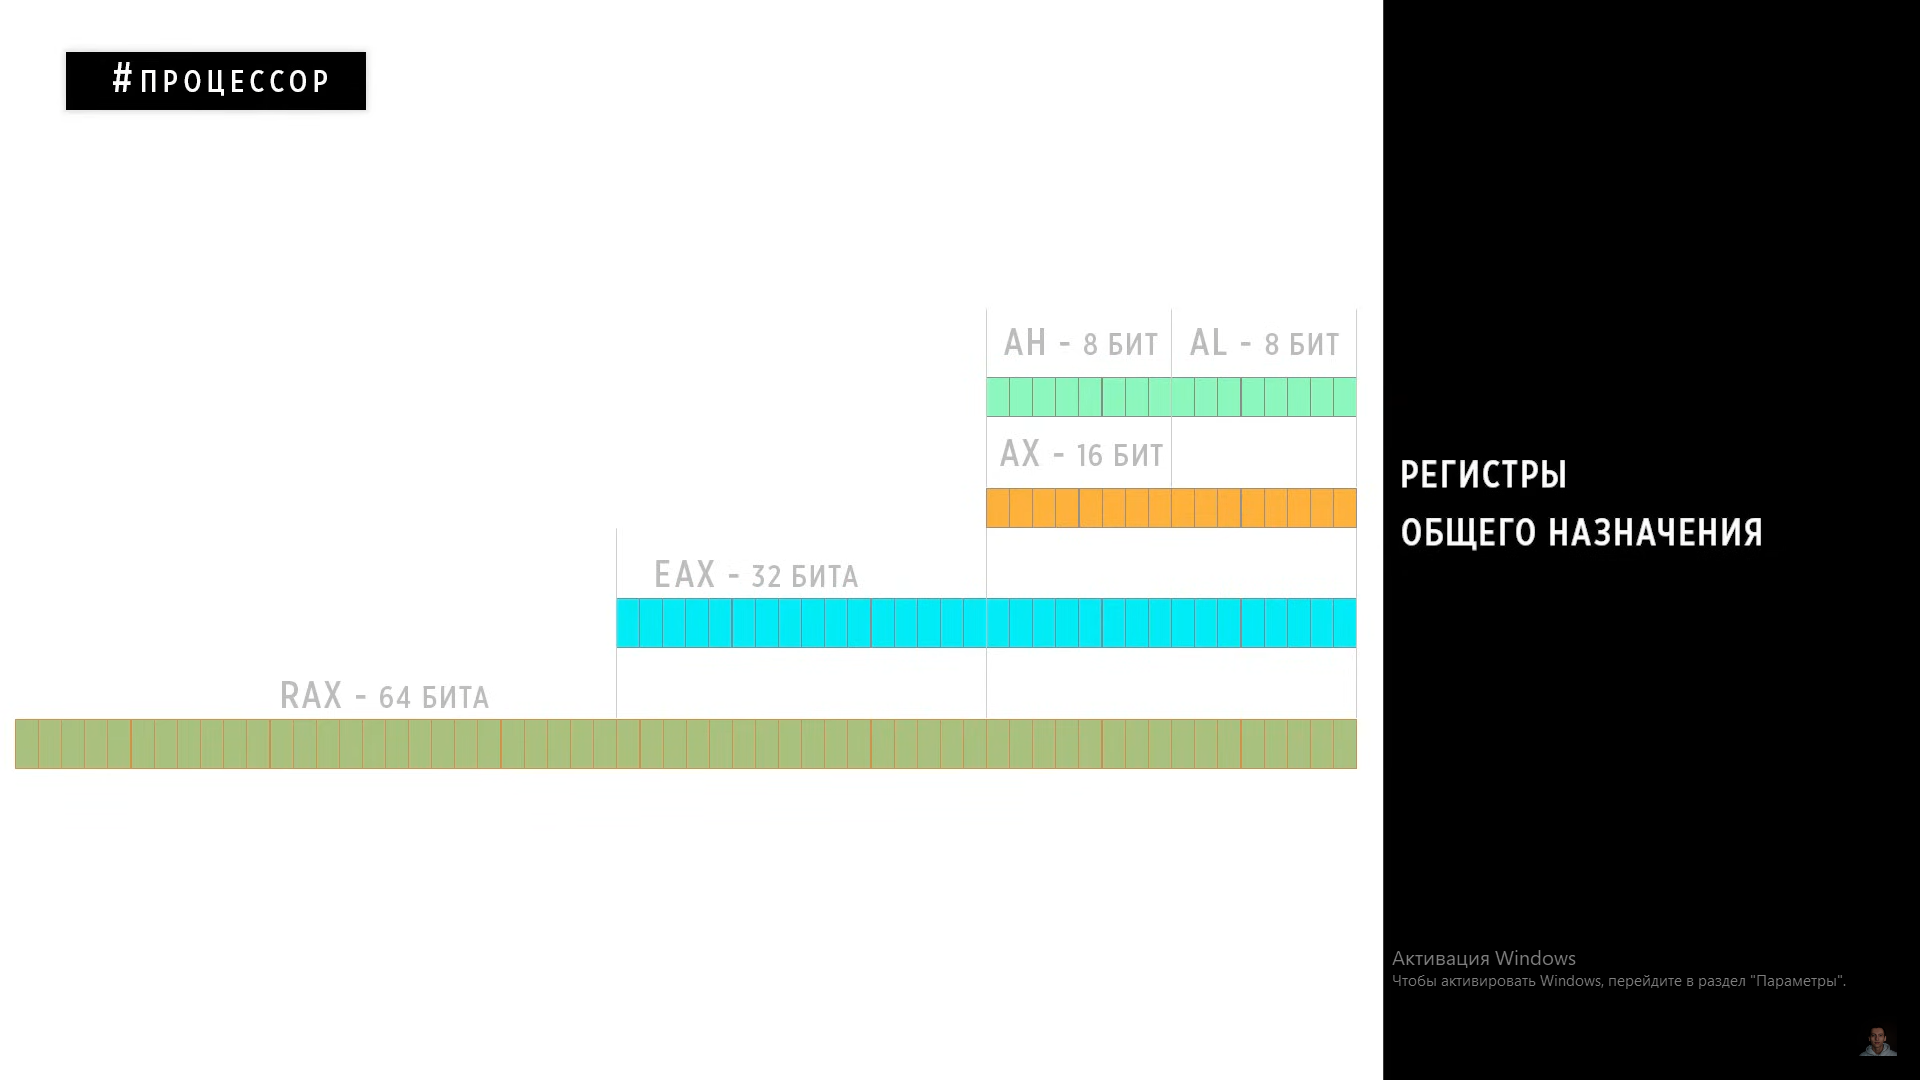 #ПРОЦЕССОР
AH - 8 БИТ AL - 8 БИТ
AX - 16 БИТ
EAX - 32 БИТА
RAX - 64 БИТА
РЕГИСТРЫ
ОБЩЕГО НАЗНАЧЕНИЯ
Активация Windows
Чтобы активировать Windows, перейдите в раздел "Параметры".